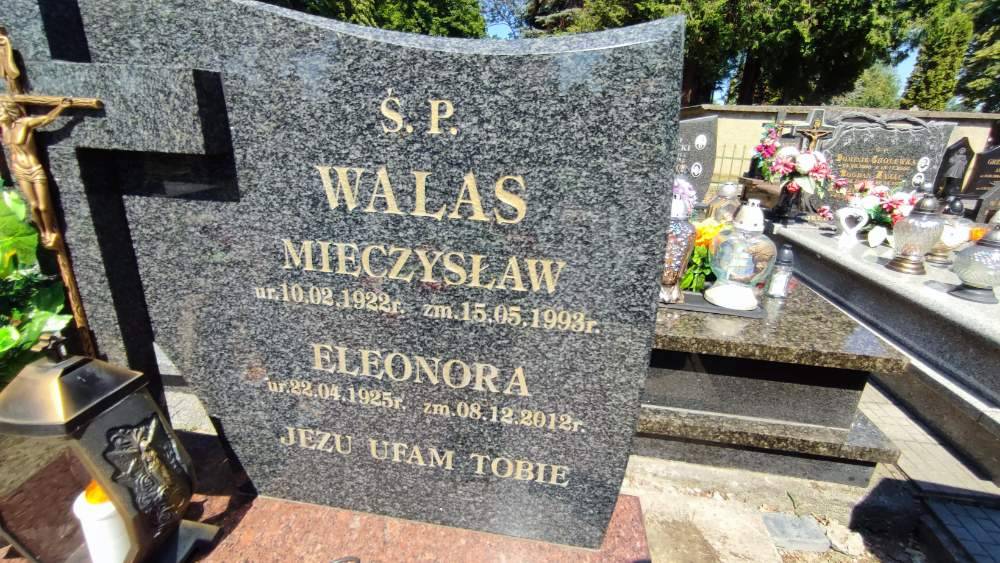 Ś. P.
WALAS
MIECZYSŁAW
ur.10.02.1922r. zm.15.05.1993r.
ELEONORA
ur.22.04.1925r. zm.08.12.2012r.
JEZU UFAM TOBIE